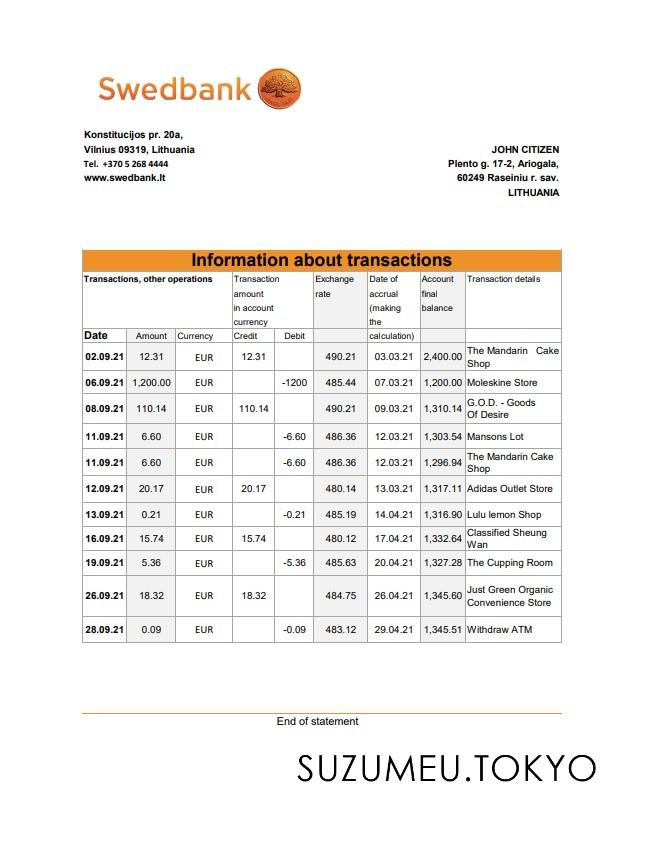 Swedbank
Konstitucijos pr. 20a,
Vilnius 09319, Lithuania
Tel. +370 5 268 4444
www.swedbank.lt
JOHN CITIZEN
Plento g. 17-2, Ariogala,
60249 Raseiniu r. sav.
LITHUANIA
Information about transactions
Transactions, other operations Transaction amount in account currency Exchange rate Date of accrual (making the calculation) Account final balance Transaction details
Date Amount Currency Credit Debit
02.09.21 12.31 EUR 12.31 490.21 03.03.21 2,400.00 The Mandarin Cake Shop
06.09.21 1,200.00 EUR -1200 485.44 07.03.21 1,200.00 Moleskine Store
08.09.21 110.14 EUR 110.14 490.21 09.03.21 1,310.14 G.O.D. - Goods Of Desire
11.09.21 6.60 EUR -6.60 486.36 12.03.21 1,303.54 Mansons Lot
11.09.21 6.60 EUR -6.60 486.36 12.03.21 1,296.94 The Mandarin Cake Shop
12.09.21 20.17 EUR 20.17 480.14 13.03.21 1,317.11 Adidas Outlet Store
13.09.21 0.21 EUR -0.21 485.19 14.04.21 1,316.90 Lulu lemon Shop
16.09.21 15.74 EUR 15.74 480.12 17.04.21 1,332.64 Classified Sheung Wan
19.09.21 5.36 EUR -5.36 485.63 20.04.21 1,327.28 The Cupping Room
26.09.21 18.32 EUR 18.32 484.75 26.04.21 1,345.60 Just Green Organic Convenience Store
28.09.21 0.09 EUR -0.09 483.12 29.04.21 1,345.51 Withdraw ATM
End of statement
SUZUMEU.TOKYO